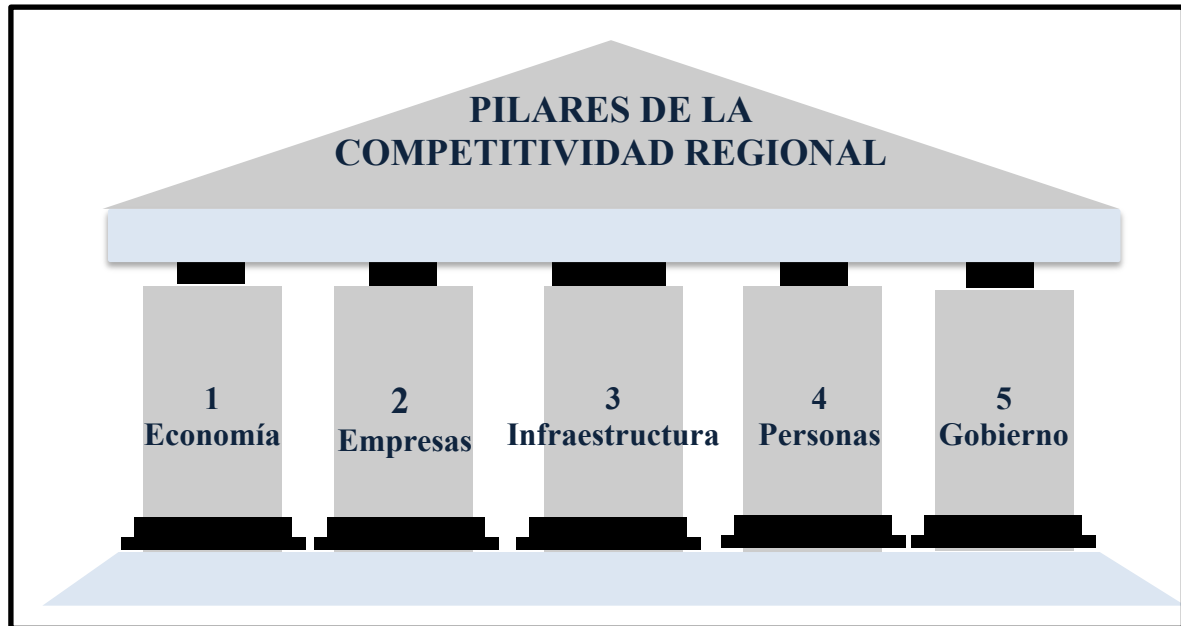 PILARES DE LA
COMPETITIVIDAD REGIONAL
1
Economía
2
Empresas
3
Infraestructura
4
Personas
5
Gobierno